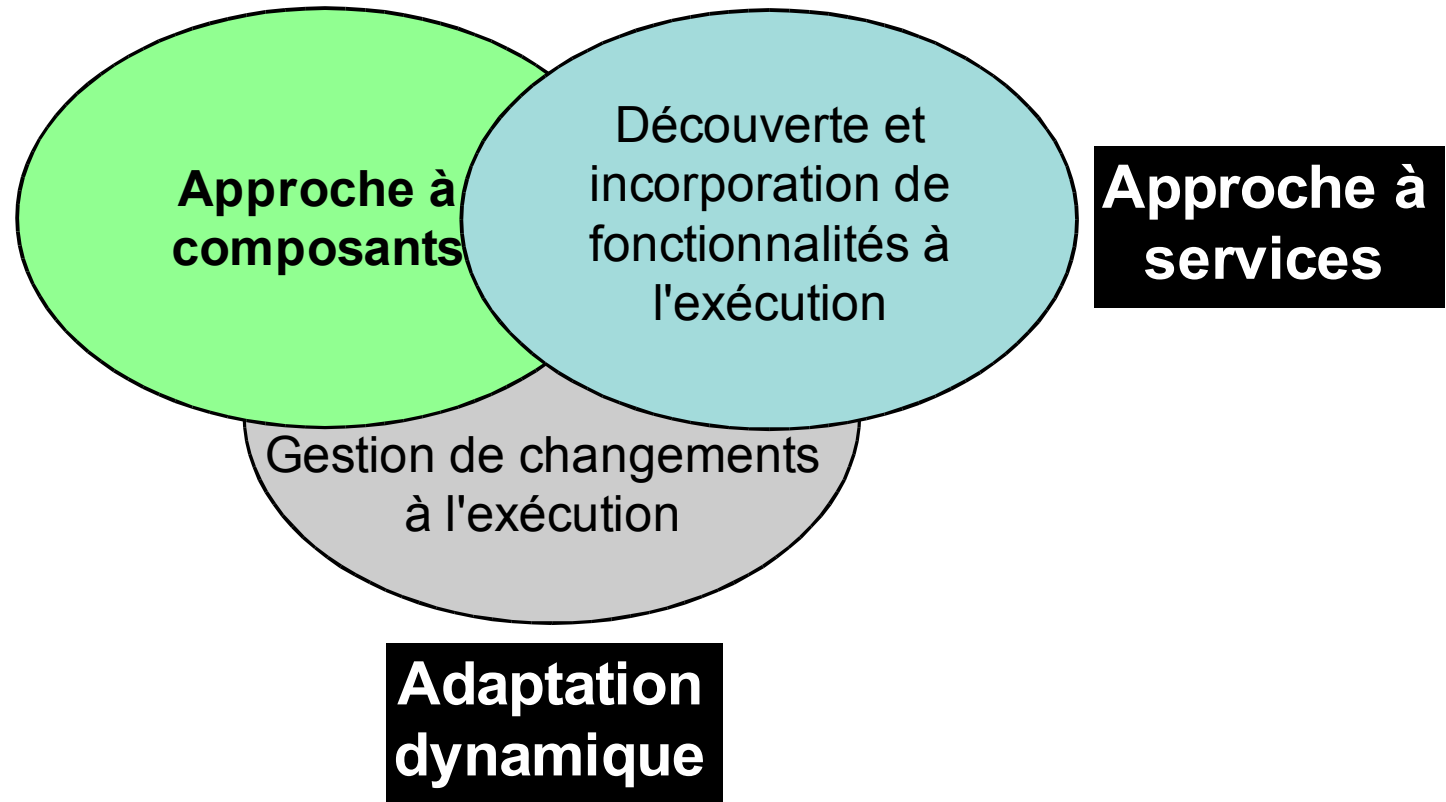 Approche à
composants
Découverte et
incorporation de
fonctionnalités à
l'exécution
Approche à
services
Gestion de changements
à l'exécution
Adaptation
dynamique